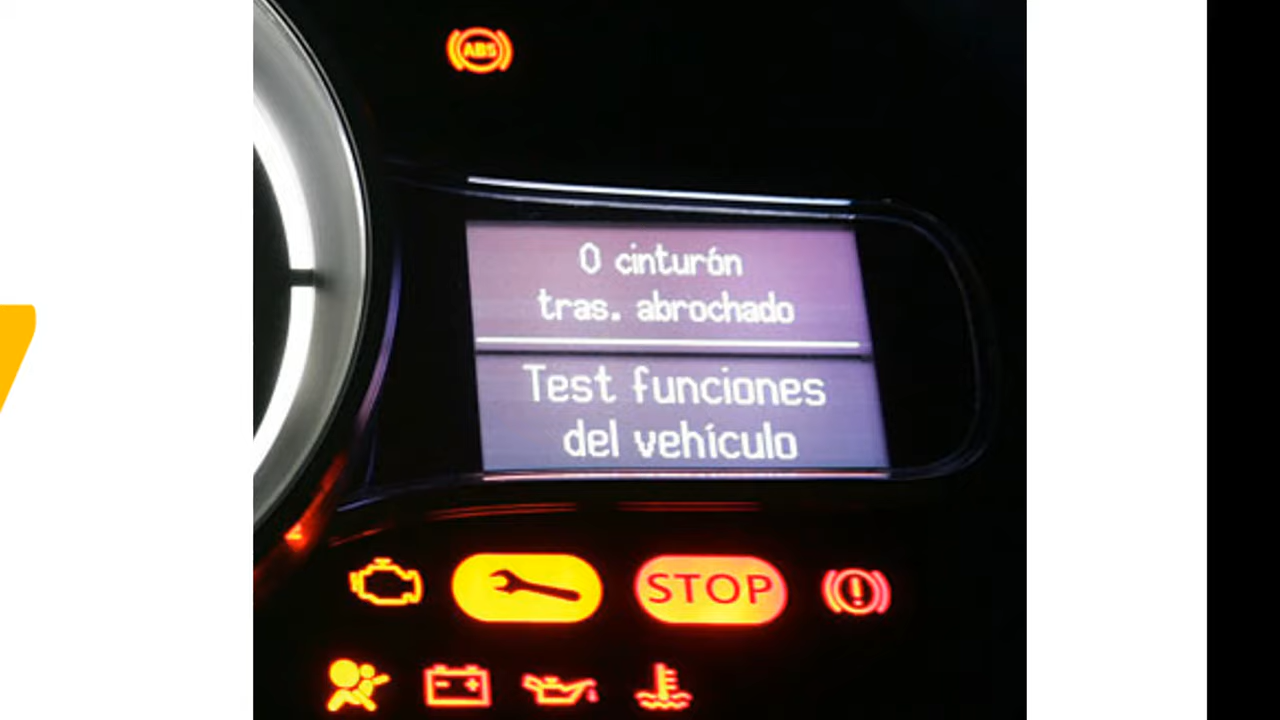 ABS
0 cinturón
tras. abrochado
Test funciones
del vehículo
STOP